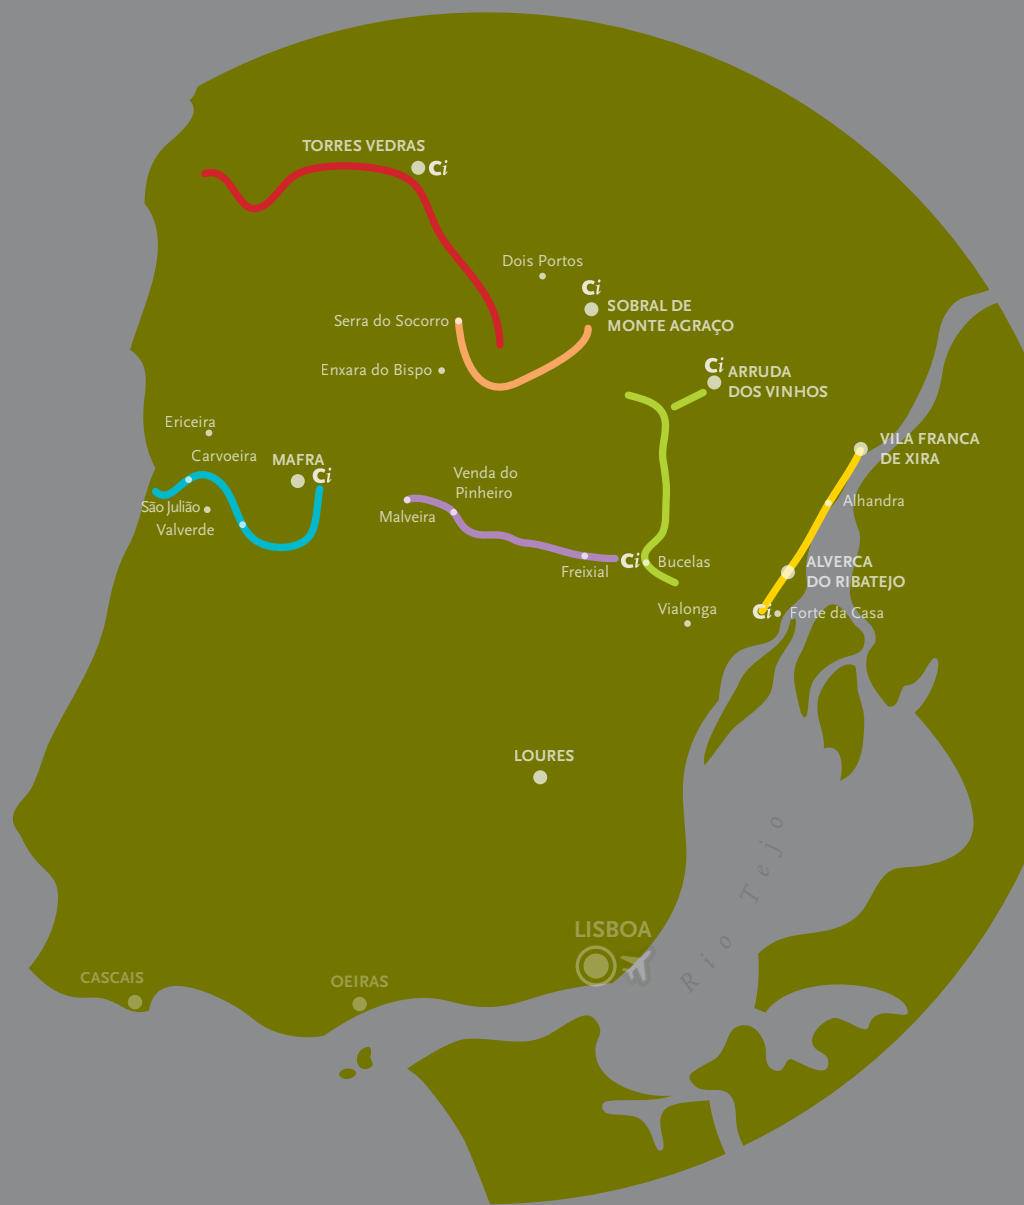 TORRES VEDRAS
Ci
Dois Portos
Ci
SOBRAL DE
MONTE AGRAÇO
Serra do Socorro
Enxara do Bispo
Ci
ARRUDA
DOS VINHOS
Ericeira
Carvoeira
MAFRA
Ci
São Julião
Valverde
Venda do
Pinheiro
Malveira
Freixial
Ci
Bucelas
Vialonga
VILA FRANCA
DE XIRA
Alhandra
ALVERCA
DO RIBATEJO
Ci
Forte da Casa
LOURES
Rio Tejo
LISBOA
CASCAIS
OEIRAS